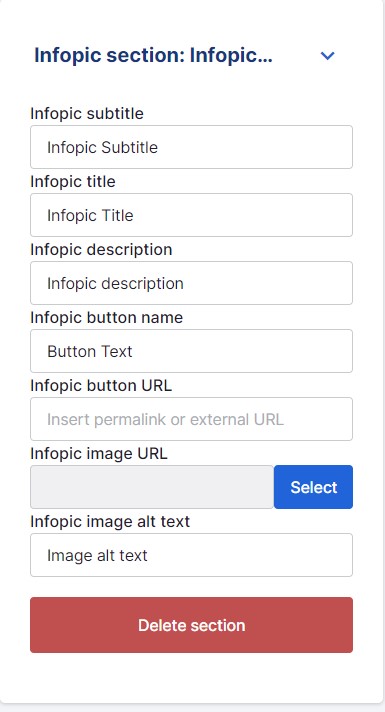 Infopic section: Infopic...
Infopic subtitle
Infopic Subtitle
Infopic title
Infopic Title
Infopic description
Infopic description
Infopic button name
Button Text
Infopic button URL
Insert permalink or external URL
Infopic image URL
Select
Infopic image alt text
Image alt text
Delete section